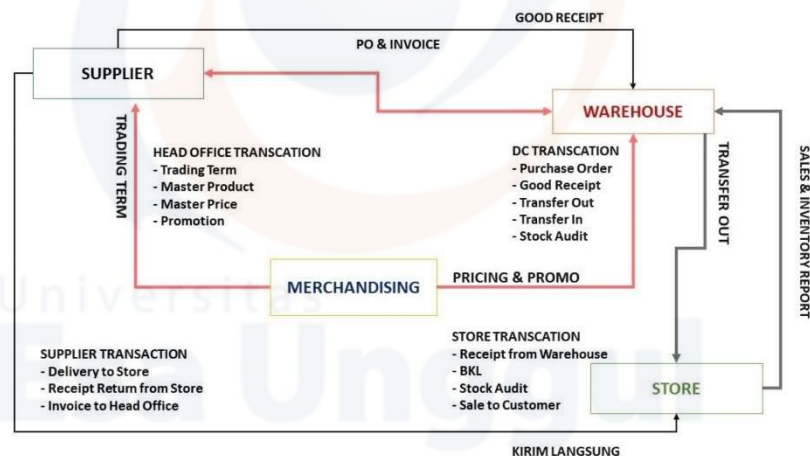 GOOD RECEIPT
PO & INVOICE
SUPPLIER
WAREHOUSE
TRADING TERM
HEAD OFFICE TRANSCATION
- Trading Term
- Master Product
- Master Price
- Promotion
DC TRANSCATION
- Purchase Order
- Good Receipt
- Transfer Out
- Transfer In
- Stock Audit
TRANSFER OUT
SALES & INVENTORY REPORT
MERCHANDISING
PRICING & PROMO
Universitas
Esa Unggul
SUPPLIER TRANSACTION
- Delivery to Store
- Receipt Return from Store
- Invoice to Head Office
STORE TRANSCATION
- Receipt from Warehouse
- BKL
- Stock Audit
- Sale to Customer
STORE
KIRIM LANGSUNG